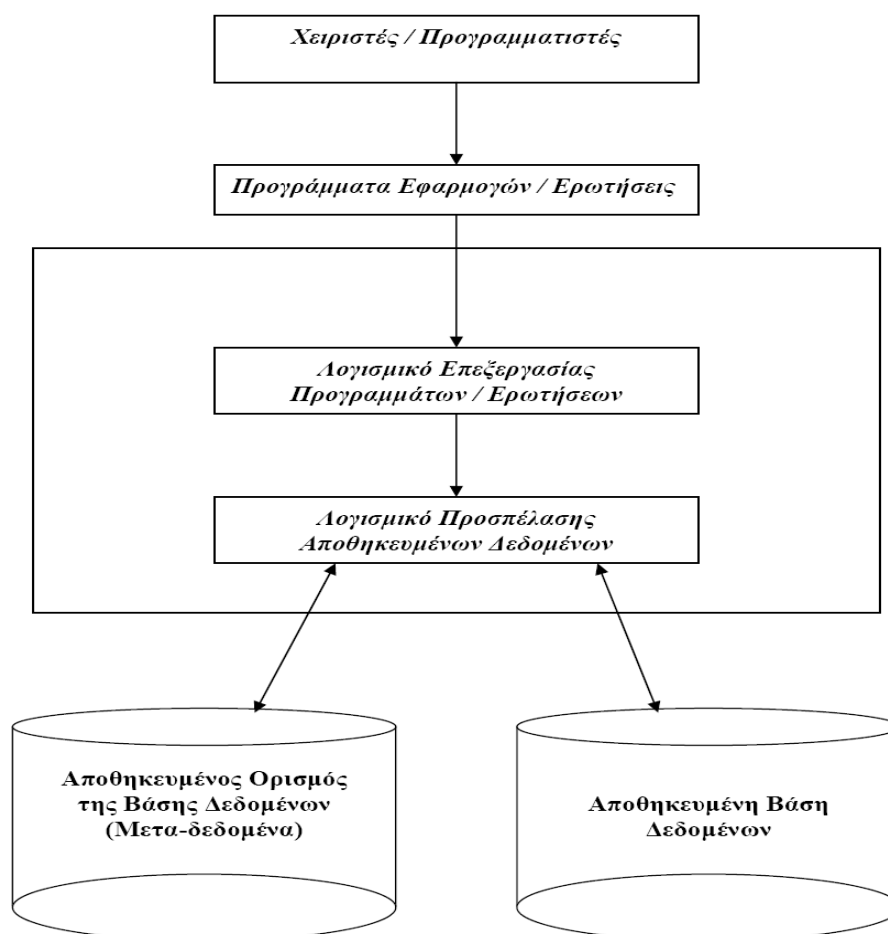 Χειριστές / Προγραμματιστές
Προγράμματα Εφαρμογών / Ερωτήσεις
Λογισμικό Επεξεργασίας
Προγραμμάτων / Ερωτήσεων
Λογισμικό Προσπέλασης
Αποθηκευμένων Δεδομένων
Αποθηκευμένος Ορισμός
της Βάσης Δεδομένων
(Μετα-δεδομένα)
Αποθηκευμένη Βάση
Δεδομένων